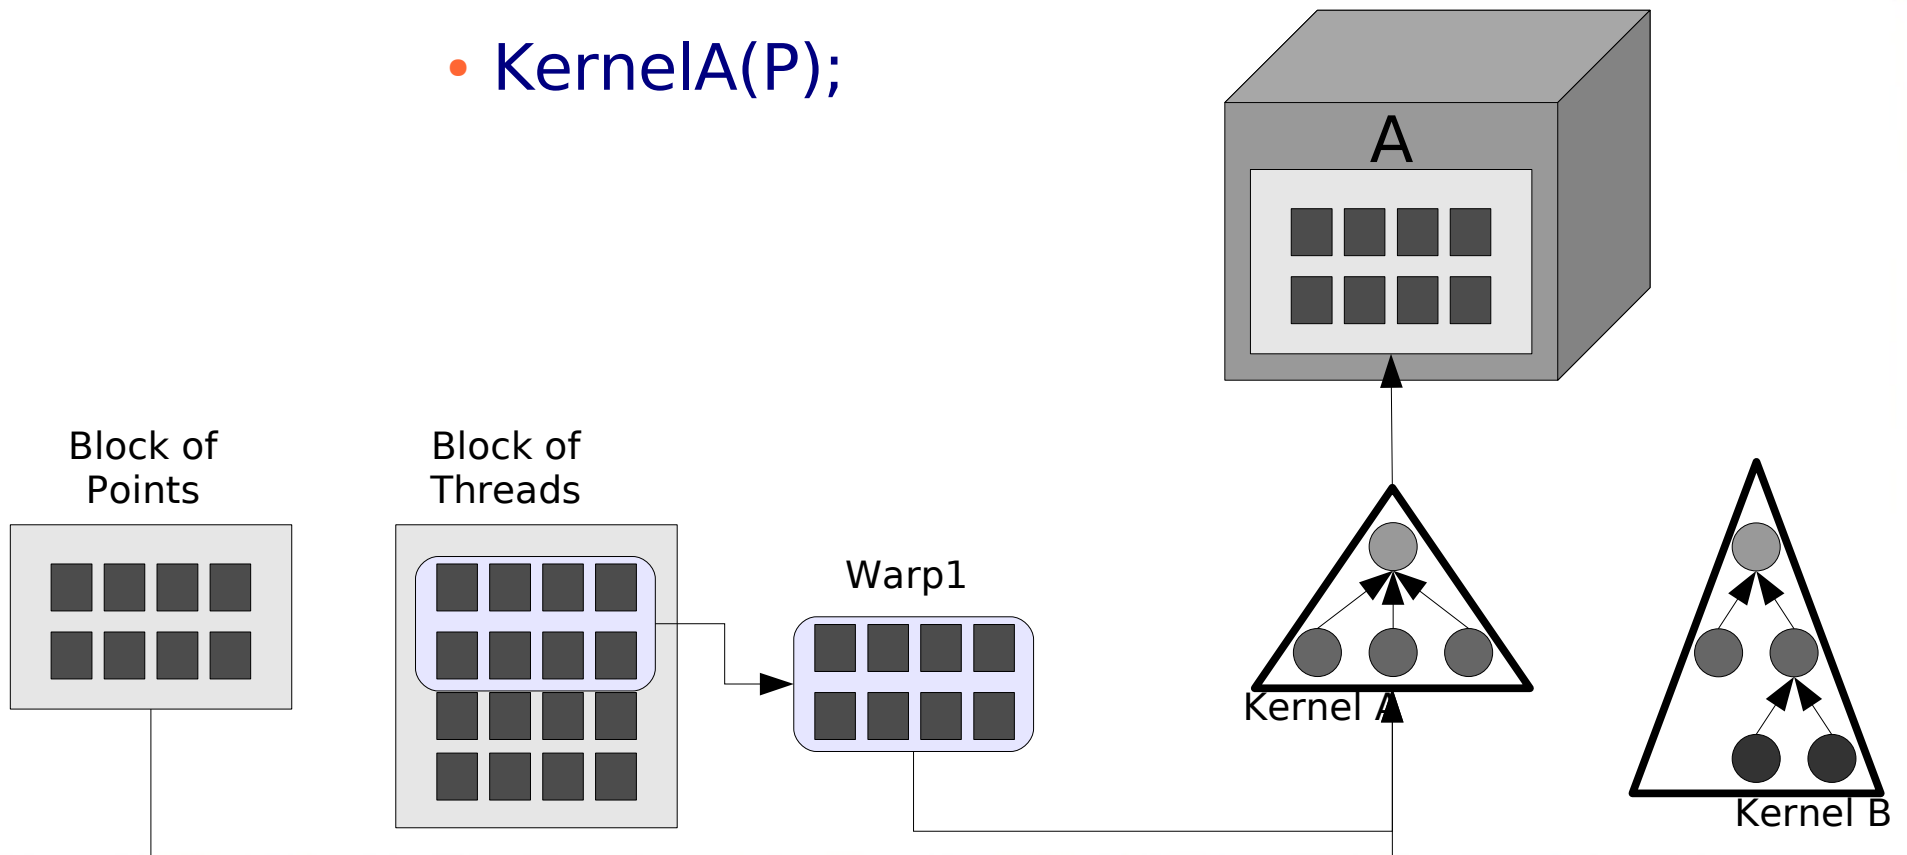 • KernelA(P);
A
Block of
Points
Block of
Threads
Warp1
Kernel A
Kernel B